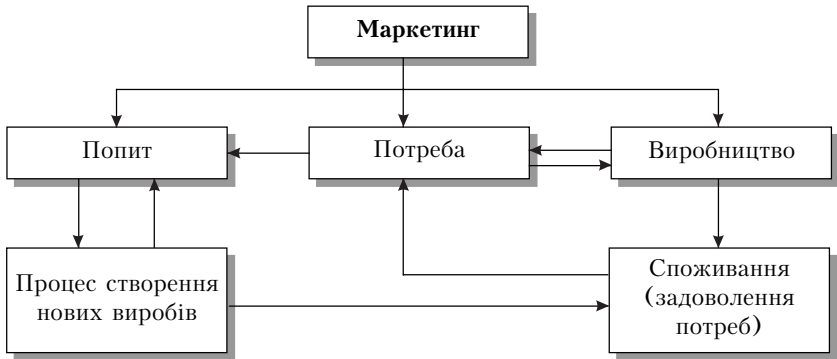 Маркетинг
Попит
Потреба
Виробництво
Процес створення
нових виробів
Споживання
(задоволення
потреб)